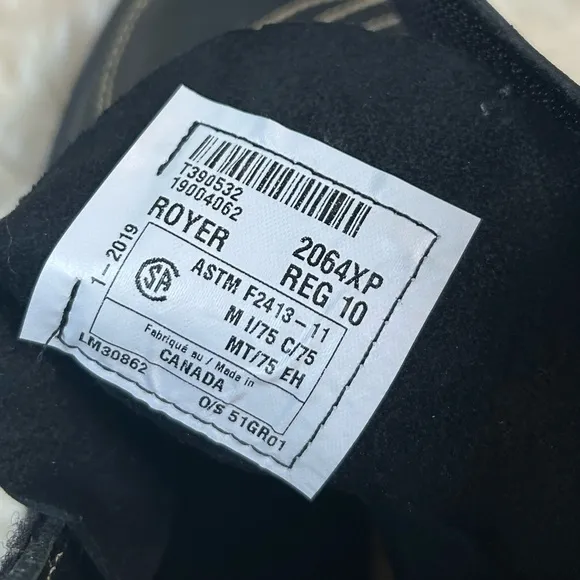 T390532
19004062
ROYER 2064XP
REG 10
1-2019
CSA
ASTM F2413-11
M I/75 C/75
MT/75 EH
Fabriqué au / Made in
CANADA
LM30862
O/S 51GR01